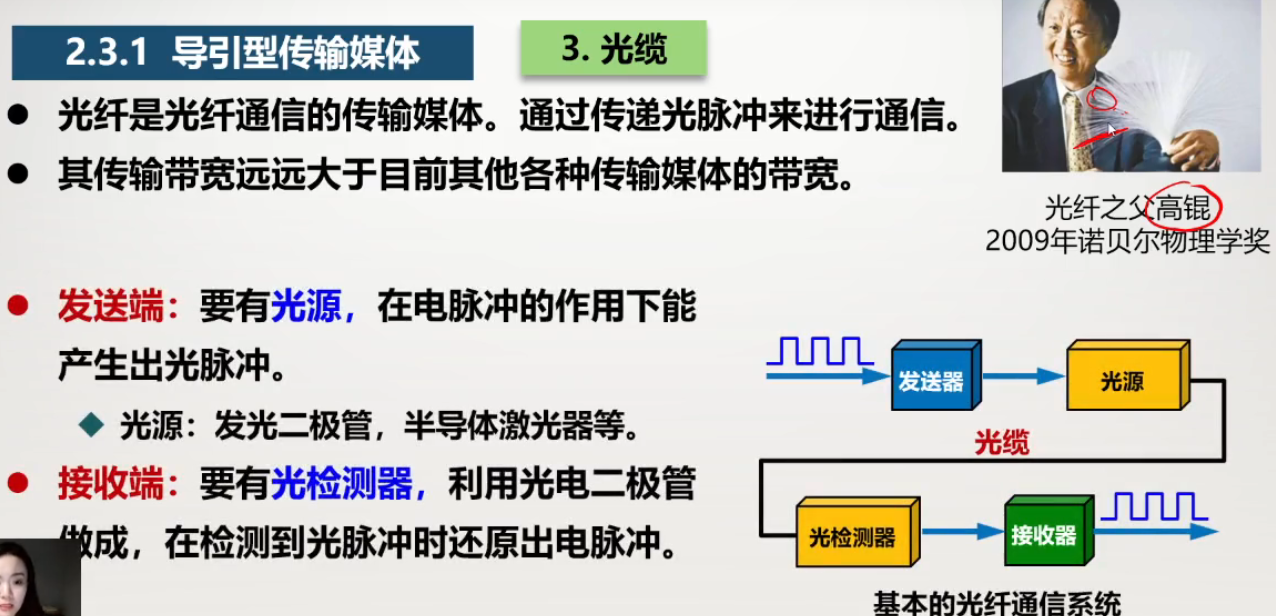 2.3.1 导引型传输媒体
3. 光缆
光纤是光纤通信的传输媒体。通过传递光脉冲来进行通信。
其传输带宽远远大于目前其他各种传输媒体的带宽。
光纤之父高锟
2009年诺贝尔物理学奖
发送端：要有光源，在电脉冲的作用下能
产生出光脉冲。
光源：发光二极管，半导体激光器等。
接收端：要有光检测器，利用光电二极管
做成，在检测到光脉冲时还原出电脉冲。
发送器
光源
光缆
光检测器
接收器
基本的光纤通信系统